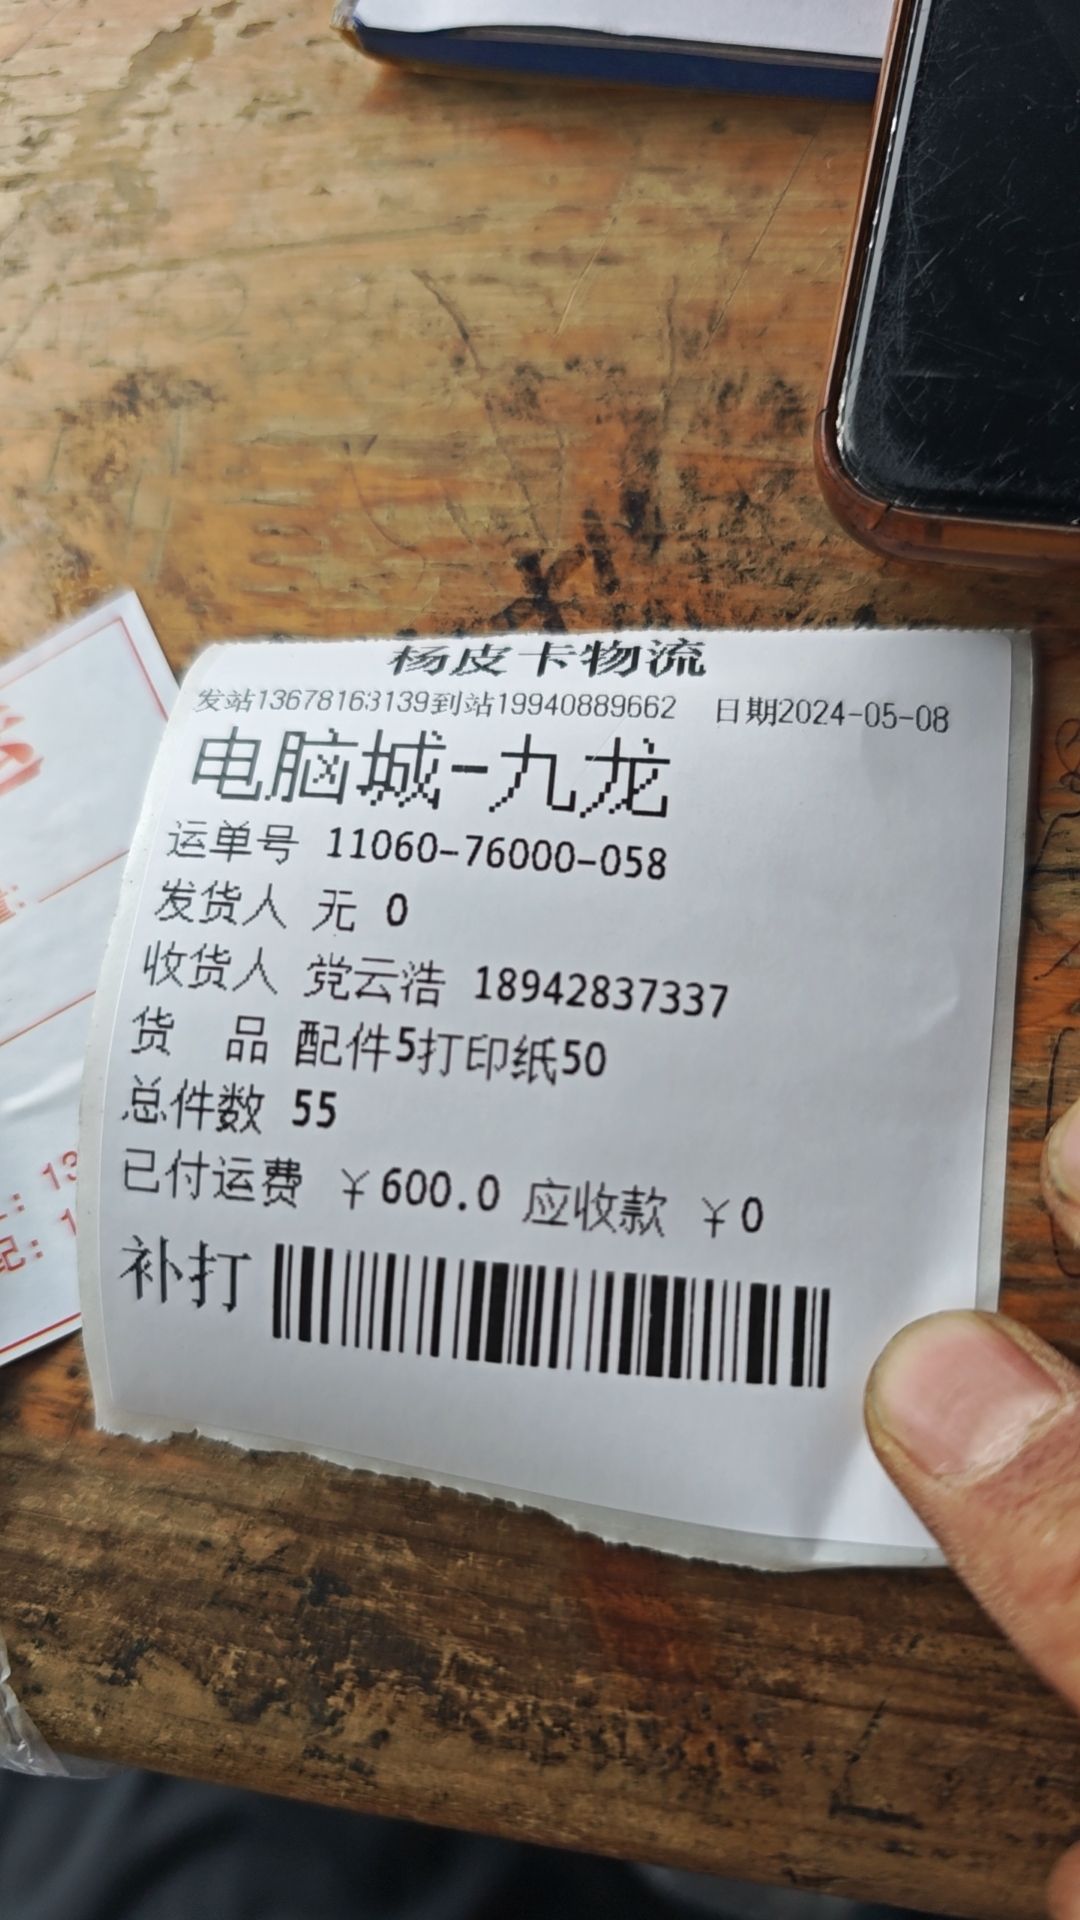 杨皮卡物流
发站13678163139到站19940889662 日期2024-05-08
电脑城-九龙
运单号 11060-76000-058
发货人 无 0
收货人 党云浩 18942837337
货 品 配件5打印纸50
总件数 55
已付运费 ￥600.0 应收款 ￥0
补打